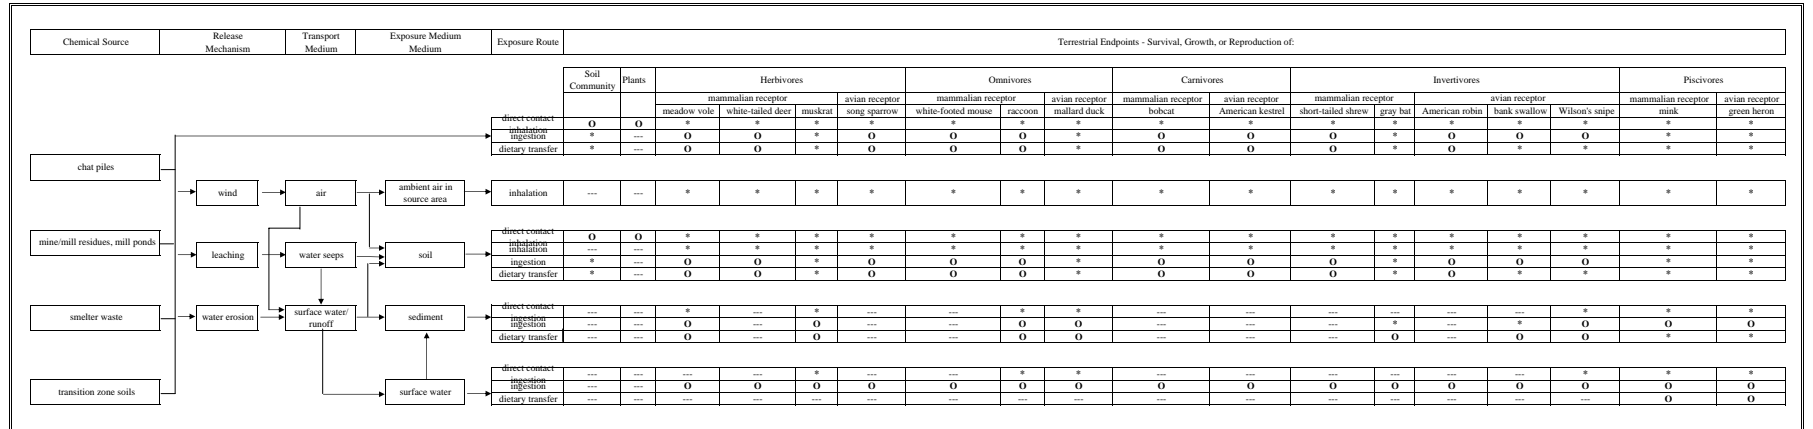 Chemical Source Release Mechanism Transport Medium Exposure Medium Medium Exposure Route Terrestrial Endpoints - Survival, Growth, or Reproduction of:
Soil Community Plants Herbivores Omnivores Carnivores Invertivores Piscivores
mammalian receptor avian receptor mammalian receptor avian receptor mammalian receptor avian receptor mammalian receptor avian receptor mammalian receptor avian receptor
meadow vole white-tailed deer muskrat song sparrow white-footed mouse raccoon mallard duck bobcat American kestrel short-tailed shrew gray bat American robin bank swallow Wilson's snipe mink green heron
direct contact O O * * * * * * * * * * * * * * * *
inhalation
ingestion * --- O O * O O O * O O O * O O O * *
dietary transfer * --- O O * O O O * O O O * O * * * *
chat piles
wind air ambient air in source area inhalation --- --- * * * * * * * * * * * * * * * *
direct contact O O * * * * * * * * * * * * * * * *
inhalation
mine/mill residues, mill ponds
inhalation --- --- * * * * * * * * * * * * * * * *
leaching water seeps soil
ingestion * --- O O * O O O * O O O * O O O * *
dietary transfer * --- O O * O O O * O O O * O * * * *
direct contact --- --- * --- * --- --- * * --- --- --- --- --- --- * * *
ingestion
smelter waste water erosion surface water/ runoff sediment
ingestion --- --- O --- O --- --- O O --- --- --- * --- * O O O
dietary transfer --- --- O --- O --- --- O O --- --- --- O --- O O * *
direct contact --- --- --- --- * --- --- * * --- --- --- --- --- --- * * *
ingestion
ingestion --- --- O O O O O O O O O O O O O O O O
transition zone soils surface water
dietary transfer --- --- --- --- --- --- --- --- --- --- --- --- --- --- --- --- O O